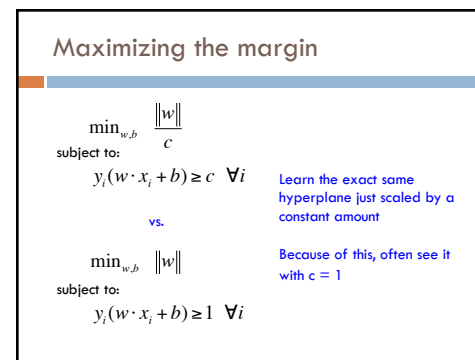 Maximizing the margin
min_{w,b} ‖w‖/c
subject to:
y_i(w · x_i + b) ≥ c ∀i
Learn the exact same
hyperplane just scaled by a
constant amount
vs.
Because of this, often see it
with c = 1
min_{w,b} ‖w‖
subject to:
y_i(w · x_i + b) ≥ 1 ∀i